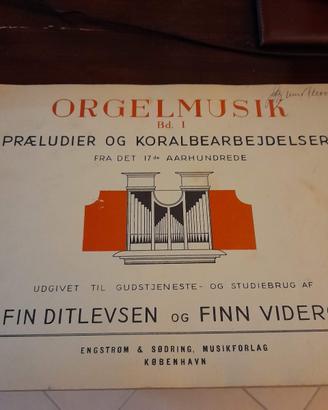 ORGELMUSIK
Bd. I
PRÆLUDIER OG KORALBEARBEJDELSER
FRA DET 17de AARHUNDREDE
UDGIVET TIL GUDSTJENESTE- OG STUDIEBRUG AF
FIN DITLEVSEN OG FINN VIDERØ
ENGSTRØM & SØDRING, MUSIKFORLAG
KØBENHAVN